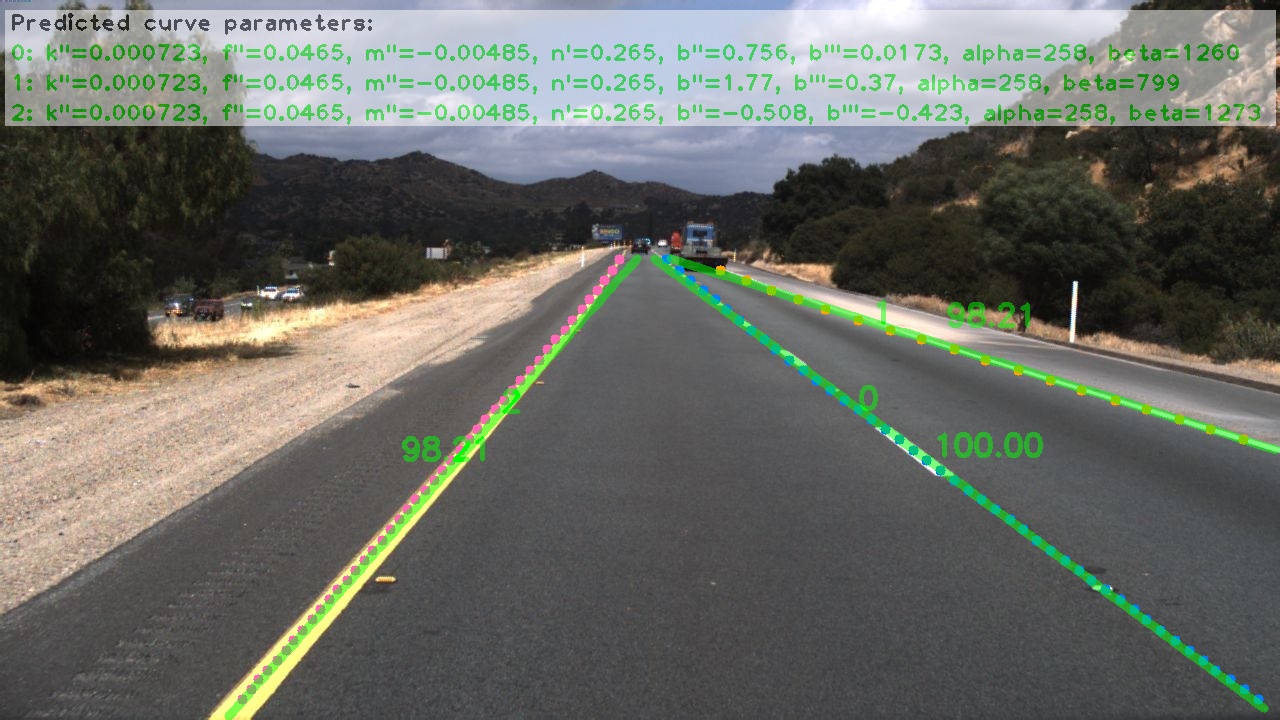 Predicted curve parameters:
0: k''=0.000723, f''=0.0465, m''=-0.00485, n'=0.265, b''=0.756, b'''=0.0173, alpha=258, beta=1260
1: k''=0.000723, f''=0.0465, m''=-0.00485, n'=0.265, b''=1.77, b'''=0.37, alpha=258, beta=799
2: k''=0.000723, f''=0.0465, m''=-0.00485, n'=0.265, b''=-0.508, b'''=-0.423, alpha=258, beta=1273
1 98.21
2 0
98.21 100.00